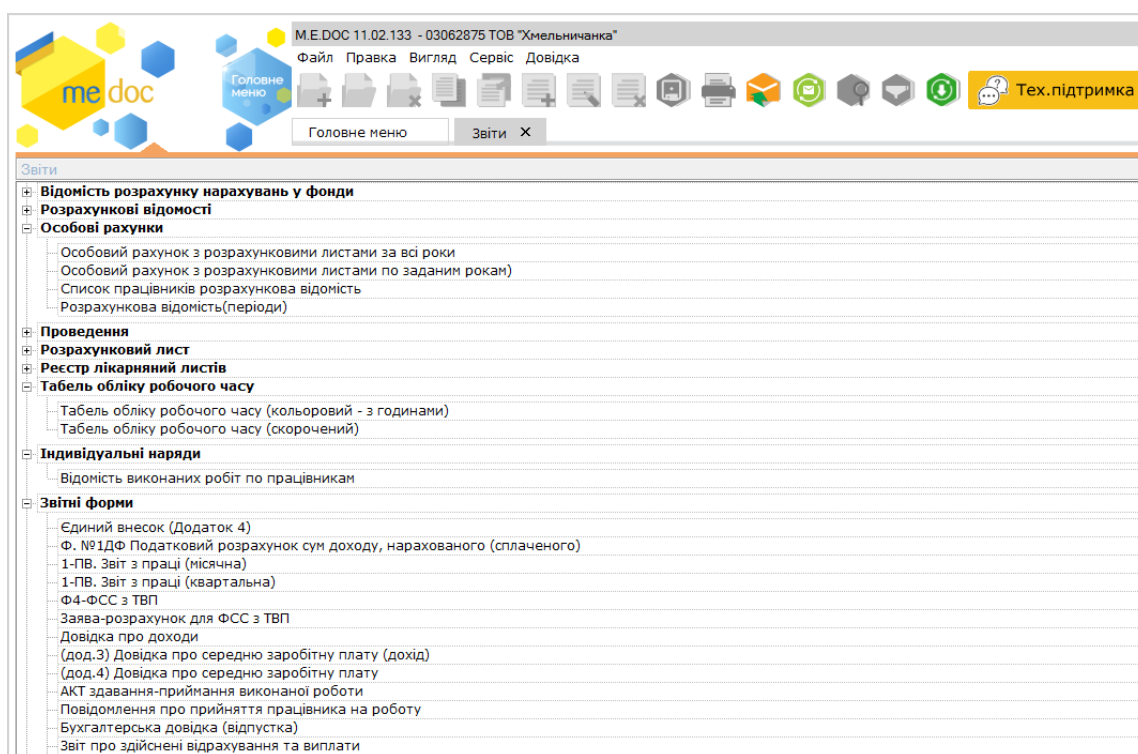 M.E.DOC 11.02.133 - 03062875 ТОВ "Хмельничанка"
Файл Правка Вигляд Сервіс Довідка
me doc
Головне
меню
Тех.підтримка
Головне меню
Звіти X
Звіти
Відомість розрахунку нарахувань у фонди
Розрахункові відомості
Особові рахунки
Особовий рахунок з розрахунковими листами за всі роки
Особовий рахунок з розрахунковими листами по заданим рокам)
Список працівників розрахункова відомість
Розрахункова відомість(періоди)
Проведення
Розрахунковий лист
Реєстр лікарняний листів
Табель обліку робочого часу
Табель обліку робочого часу (кольоровий - з годинами)
Табель обліку робочого часу (скорочений)
Індивідуальні наряди
Відомість виконаних робіт по працівникам
Звітні форми
Єдиний внесок (Додаток 4)
Ф. №1ДФ Податковий розрахунок сум доходу, нарахованого (сплаченого)
1-ПВ. Звіт з праці (місячна)
1-ПВ. Звіт з праці (квартальна)
Ф4-ФСС з ТВП
Заява-розрахунок для ФСС з ТВП
Довідка про доходи
(дод.3) Довідка про середню заробітну плату (дохід)
(дод.4) Довідка про середню заробітну плату
АКТ здавання-приймання виконаної роботи
Повідомлення про прийняття працівника на роботу
Бухгалтерська довідка (відпустка)
Звіт про здійснені відрахування та виплати